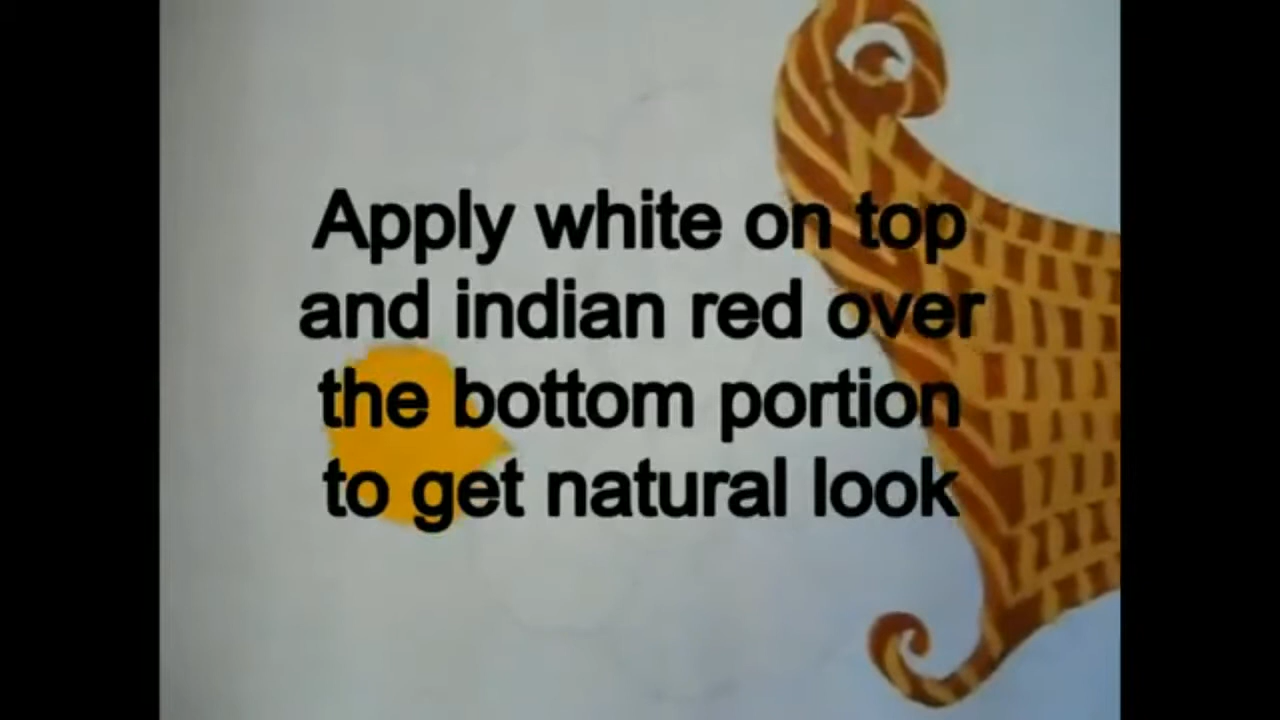 Apply white on top
and indian red over
the bottom portion
to get natural look